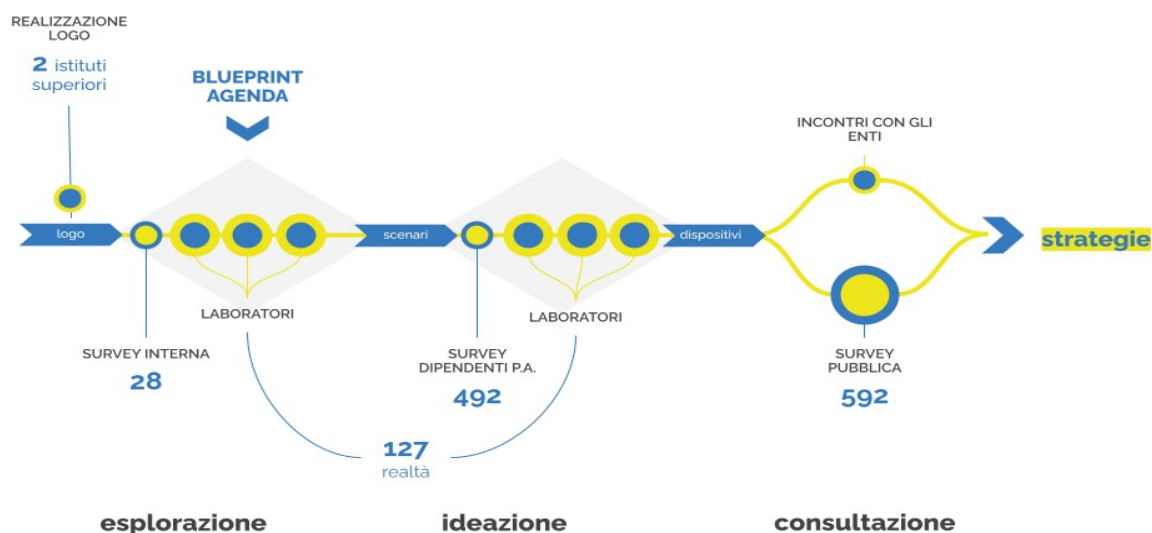 REALIZZAZIONE
LOGO
2 istituti
superiori
BLUEPRINT
AGENDA
INCONTRI CON GLI
ENTI
logo
scenari
dispositivi
strategie
LABORATORI
LABORATORI
SURVEY INTERNA
28
SURVEY
DIPENDENTI P.A.
492
SURVEY
PUBBLICA
592
127
realtà
esplorazione
ideazione
consultazione